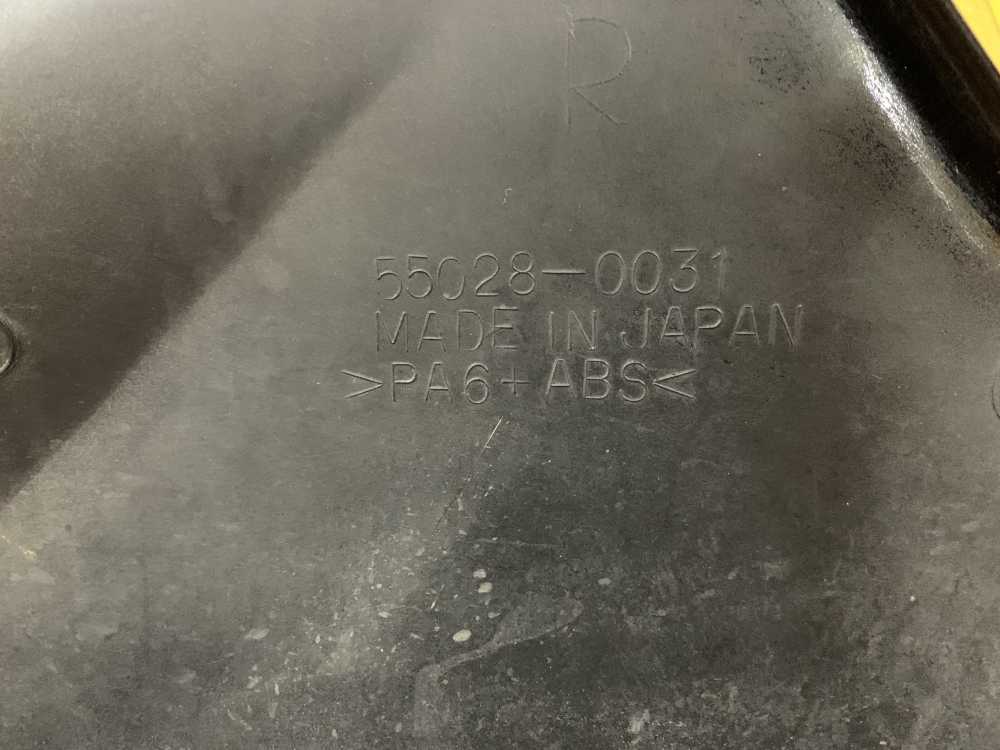 R
55028-0031
MADE IN JAPAN
>PA6+ABS<